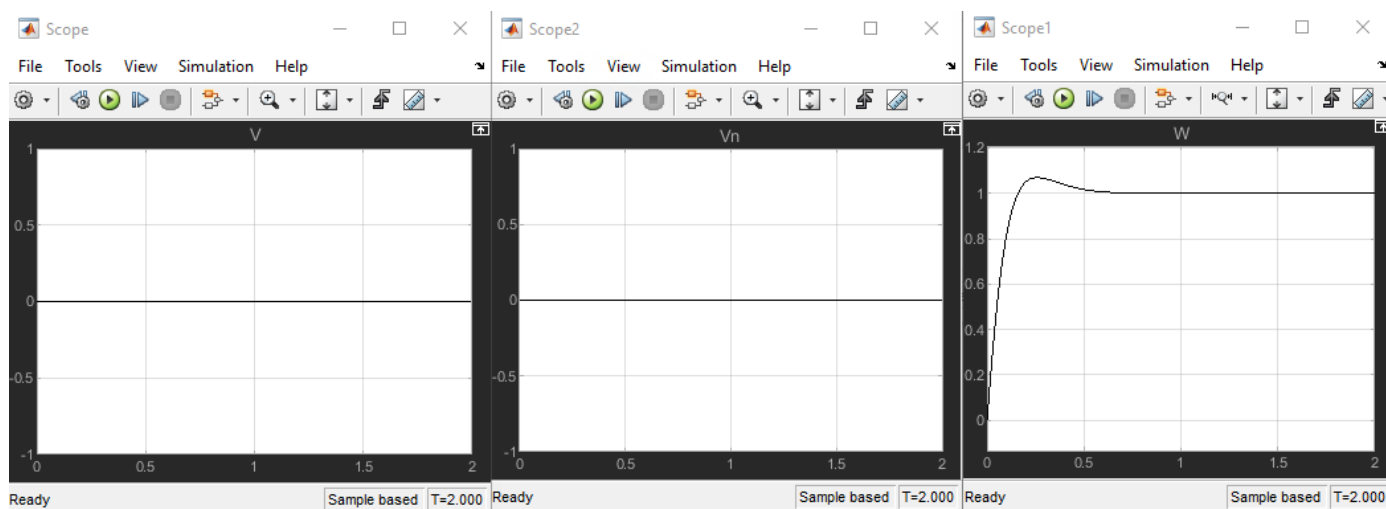 Scope
File Tools View Simulation Help
V
1
0.5
0
-0.5
-1
0 0.5 1 1.5 2
Ready Sample based T=2.000
Scope2
File Tools View Simulation Help
Vn
1
0.5
0
-0.5
-1
0 0.5 1 1.5 2
Ready Sample based T=2.000
Scope1
File Tools View Simulation Help
W
1.2
1
0.8
0.6
0.4
0.2
0
0 0.5 1 1.5 2
Ready Sample based T=2.000